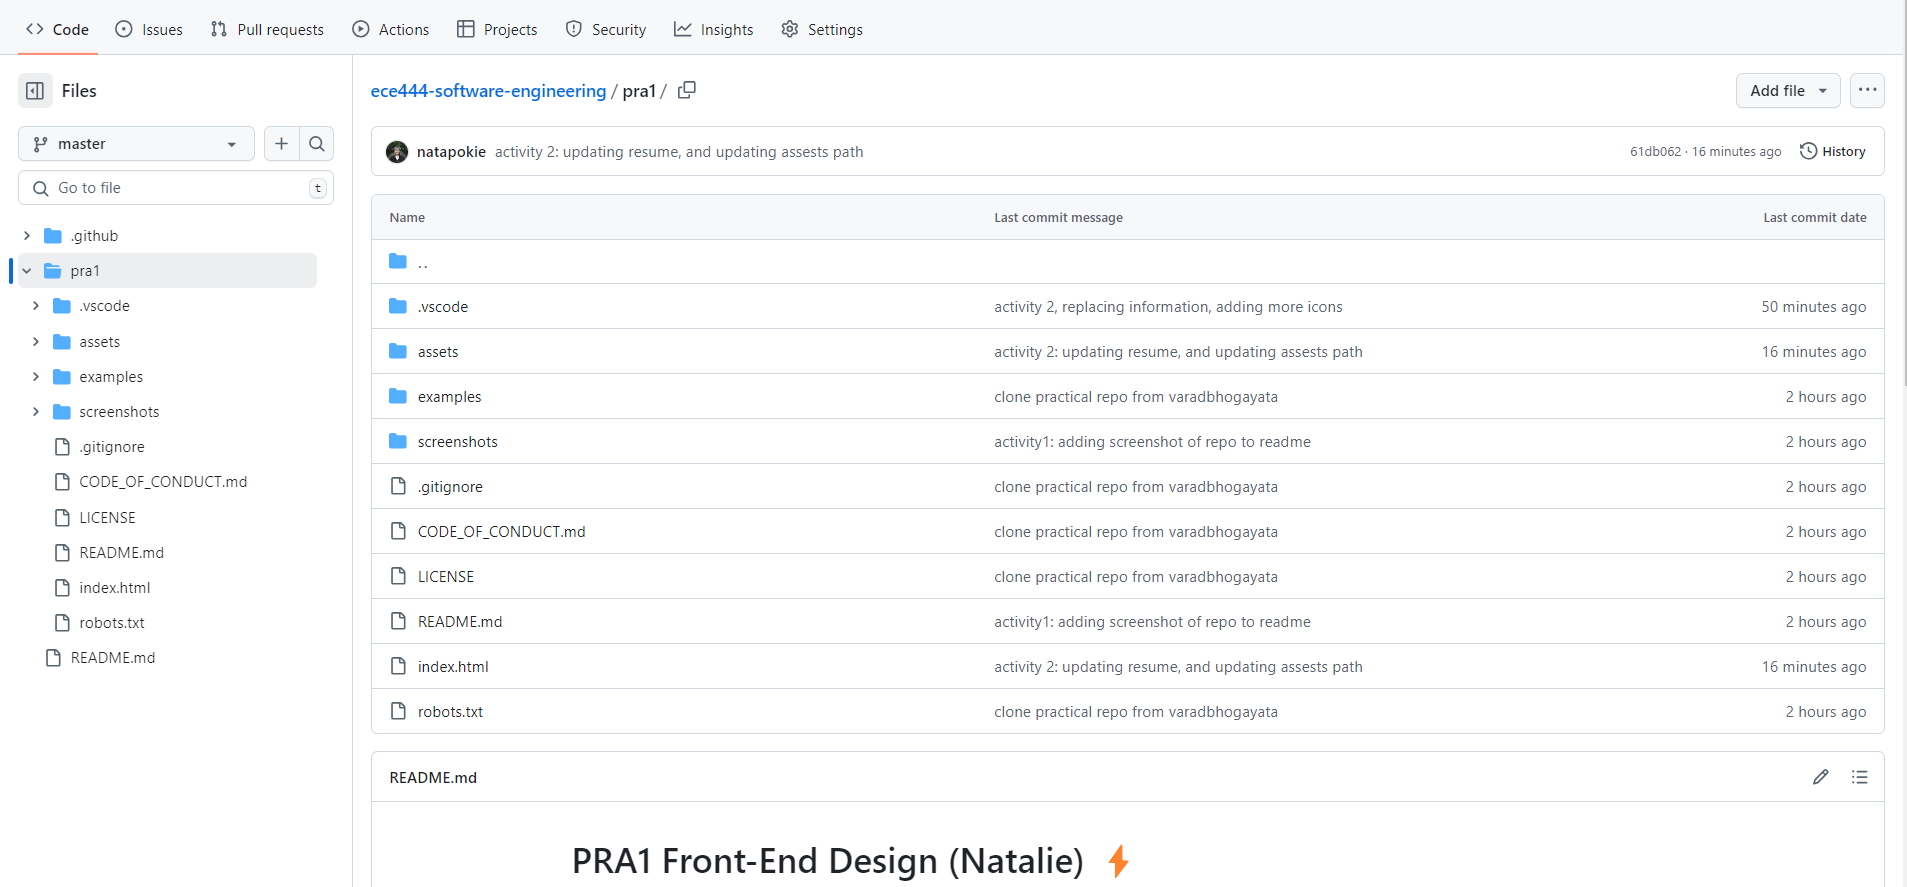 Code Issues Pull requests Actions Projects Security Insights Settings
Files
master
Go to file t
.github
pra1
.vscode
assets
examples
screenshots
.gitignore
CODE_OF_CONDUCT.md
LICENSE
README.md
index.html
robots.txt
README.md
ece444-software-engineering / pra1 /
Add file
natapokie activity 2: updating resume, and updating assests path 61db062 · 16 minutes ago History
Name Last commit message Last commit date
..
.vscode activity 2, replacing information, adding more icons 50 minutes ago
assets activity 2: updating resume, and updating assests path 16 minutes ago
examples clone practical repo from varadbhogayata 2 hours ago
screenshots activity1: adding screenshot of repo to readme 2 hours ago
.gitignore clone practical repo from varadbhogayata 2 hours ago
CODE_OF_CONDUCT.md clone practical repo from varadbhogayata 2 hours ago
LICENSE clone practical repo from varadbhogayata 2 hours ago
README.md activity1: adding screenshot of repo to readme 2 hours ago
index.html activity 2: updating resume, and updating assests path 16 minutes ago
robots.txt clone practical repo from varadbhogayata 2 hours ago
README.md
PRA1 Front-End Design (Natalie) ⚡